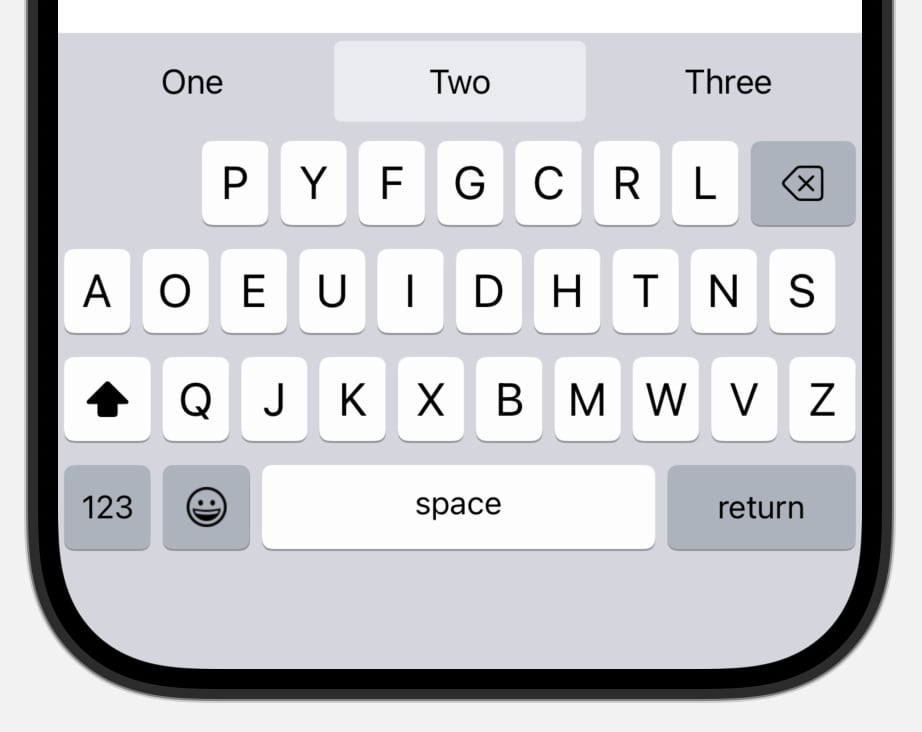 One Two Three
P Y F G C R L
A O E U I D H T N S
Q J K X B M W V Z
123 space return